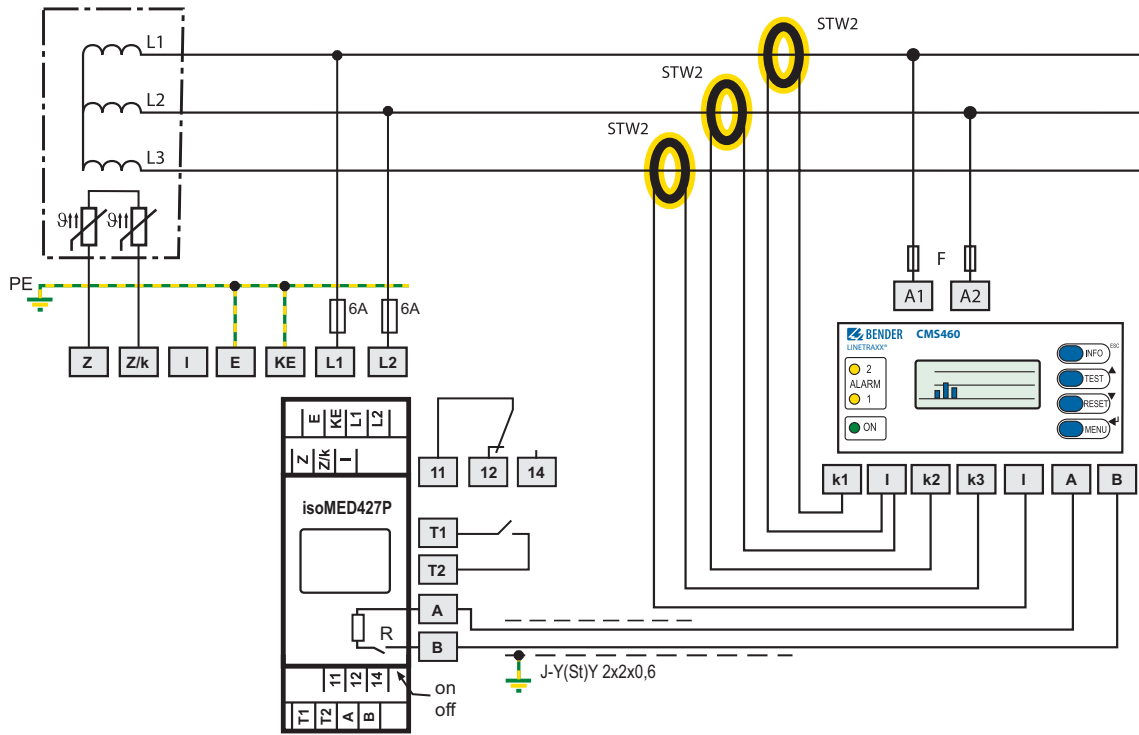 L1
STW2
L2
STW2
L3
STW2
ϑ↑↑ ϑ↑↑
PE
6A 6A
F
A1 A2
Z Z/k I E KE L1 L2
BENDER CMS460
LINETRAXX®
2
ALARM
1
ON
INFO ESC
TEST
RESET
MENU
E KE L1 L2
Z Z/k I
11 12 14
k1 I k2 k3 I A B
isoMED427P
T1
T2
A
B
R
J-Y(St)Y 2x2x0,6
11 12 14
on
off
T1 T2 A B